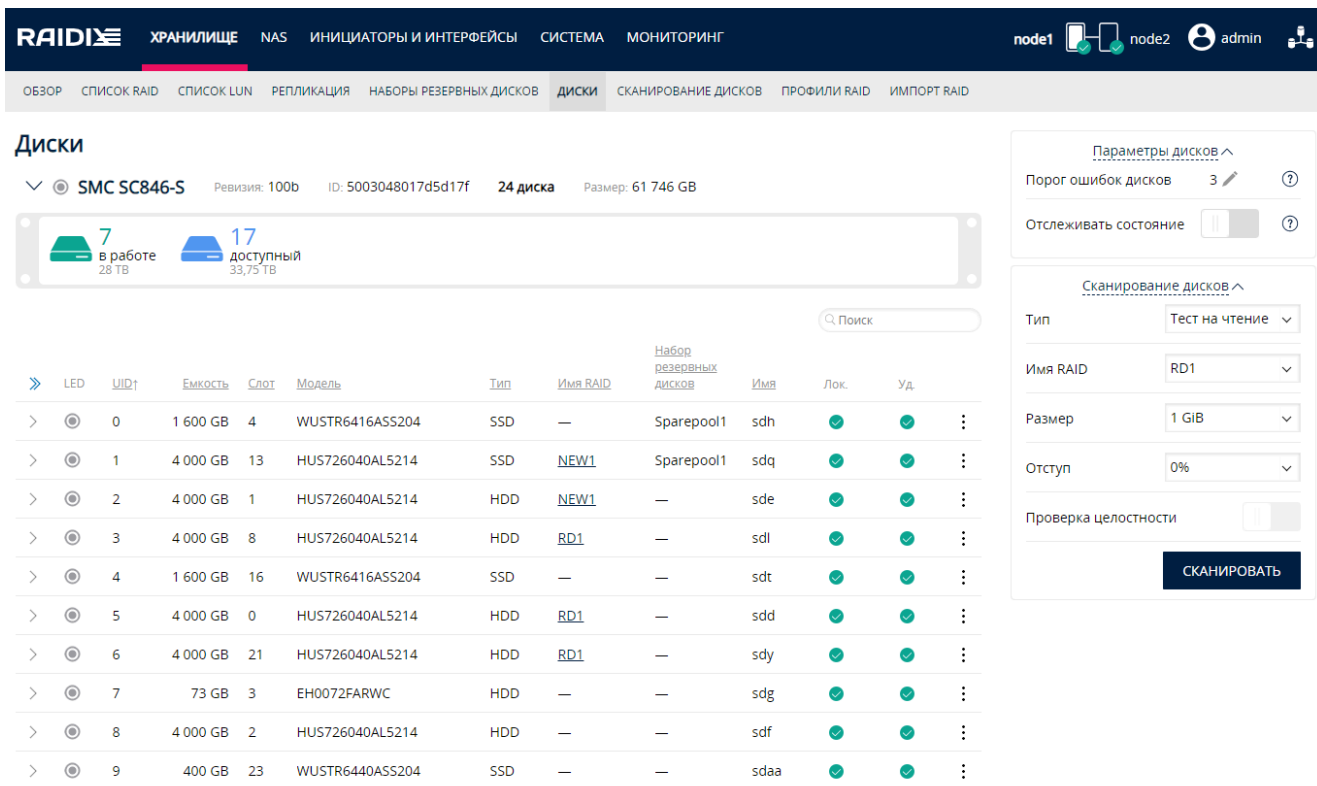 RAIDIX ХРАНИЛИЩЕ NAS ИНИЦИАТОРЫ И ИНТЕРФЕЙСЫ СИСТЕМА МОНИТОРИНГ node1 node2 admin
ОБЗОР СПИСОК RAID СПИСОК LUN РЕПЛИКАЦИЯ НАБОРЫ РЕЗЕРВНЫХ ДИСКОВ ДИСКИ СКАНИРОВАНИЕ ДИСКОВ ПРОФИЛИ RAID ИМПОРТ RAID
Диски
SMC SC846-S Ревизия: 100b ID: 5003048017d5d17f 24 диска Размер: 61 746 GB
7 17
в работе доступный
28 TB 33,75 TB
Поиск
Набор
резервных
LED UID↑ Емкость Слот Модель Тип Имя RAID дисков Имя Лок. Уд.
0 1 600 GB 4 WUSTR6416ASS204 SSD — Sparepool1 sdh
1 4 000 GB 13 HUS726040AL5214 SSD NEW1 Sparepool1 sdq
2 4 000 GB 1 HUS726040AL5214 HDD NEW1 — sde
3 4 000 GB 8 HUS726040AL5214 HDD RD1 — sdl
4 1 600 GB 16 WUSTR6416ASS204 SSD — — sdt
5 4 000 GB 0 HUS726040AL5214 HDD RD1 — sdd
6 4 000 GB 21 HUS726040AL5214 HDD RD1 — sdy
7 73 GB 3 EH0072FARWC HDD — — sdg
8 4 000 GB 2 HUS726040AL5214 HDD — — sdf
9 400 GB 23 WUSTR6440ASS204 SSD — — sdaa
Параметры дисков
Порог ошибок дисков 3 ?
Отслеживать состояние ?
Сканирование дисков
Тип Тест на чтение
Имя RAID RD1
Размер 1 GiB
Отступ 0%
Проверка целостности
СКАНИРОВАТЬ